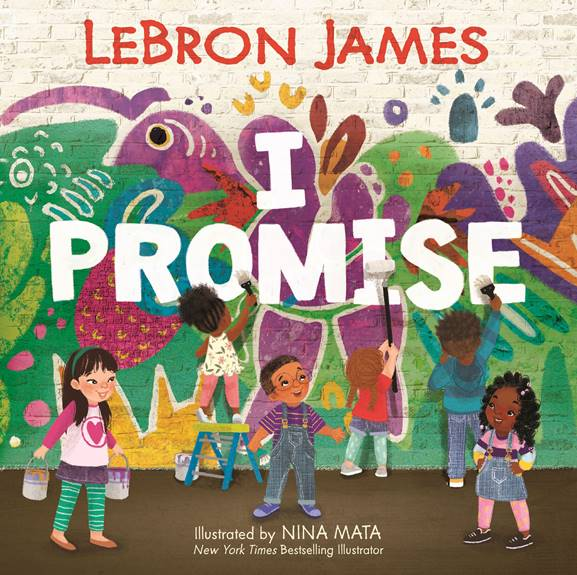 LEBRON JAMES
I
PROMISE
Illustrated by NINA MATA
New York Times Bestselling Illustrator